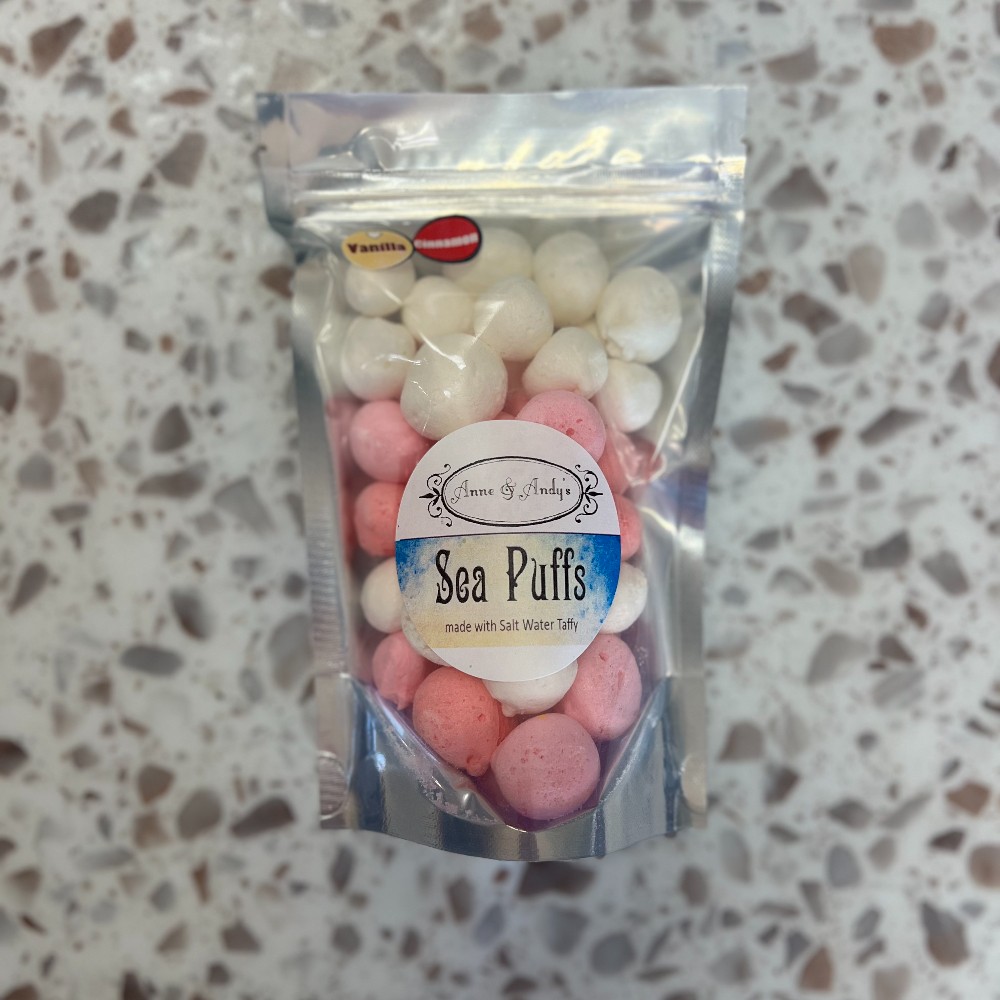 Vanilla
Cinnamon
Anne & Andy's
Sea Puffs
made with Salt Water Taffy